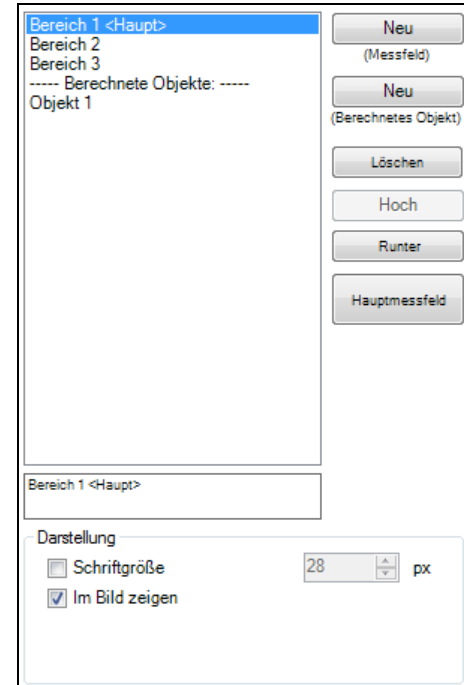 Bereich 1 <Haupt>
Bereich 2
Bereich 3
----- Berechnete Objekte: -----
Objekt 1
Neu
(Messfeld)
Neu
(Berechnetes Objekt)
Löschen
Hoch
Runter
Hauptmessfeld
Bereich 1 <Haupt>
Darstellung
Schriftgröße
28
px
Im Bild zeigen